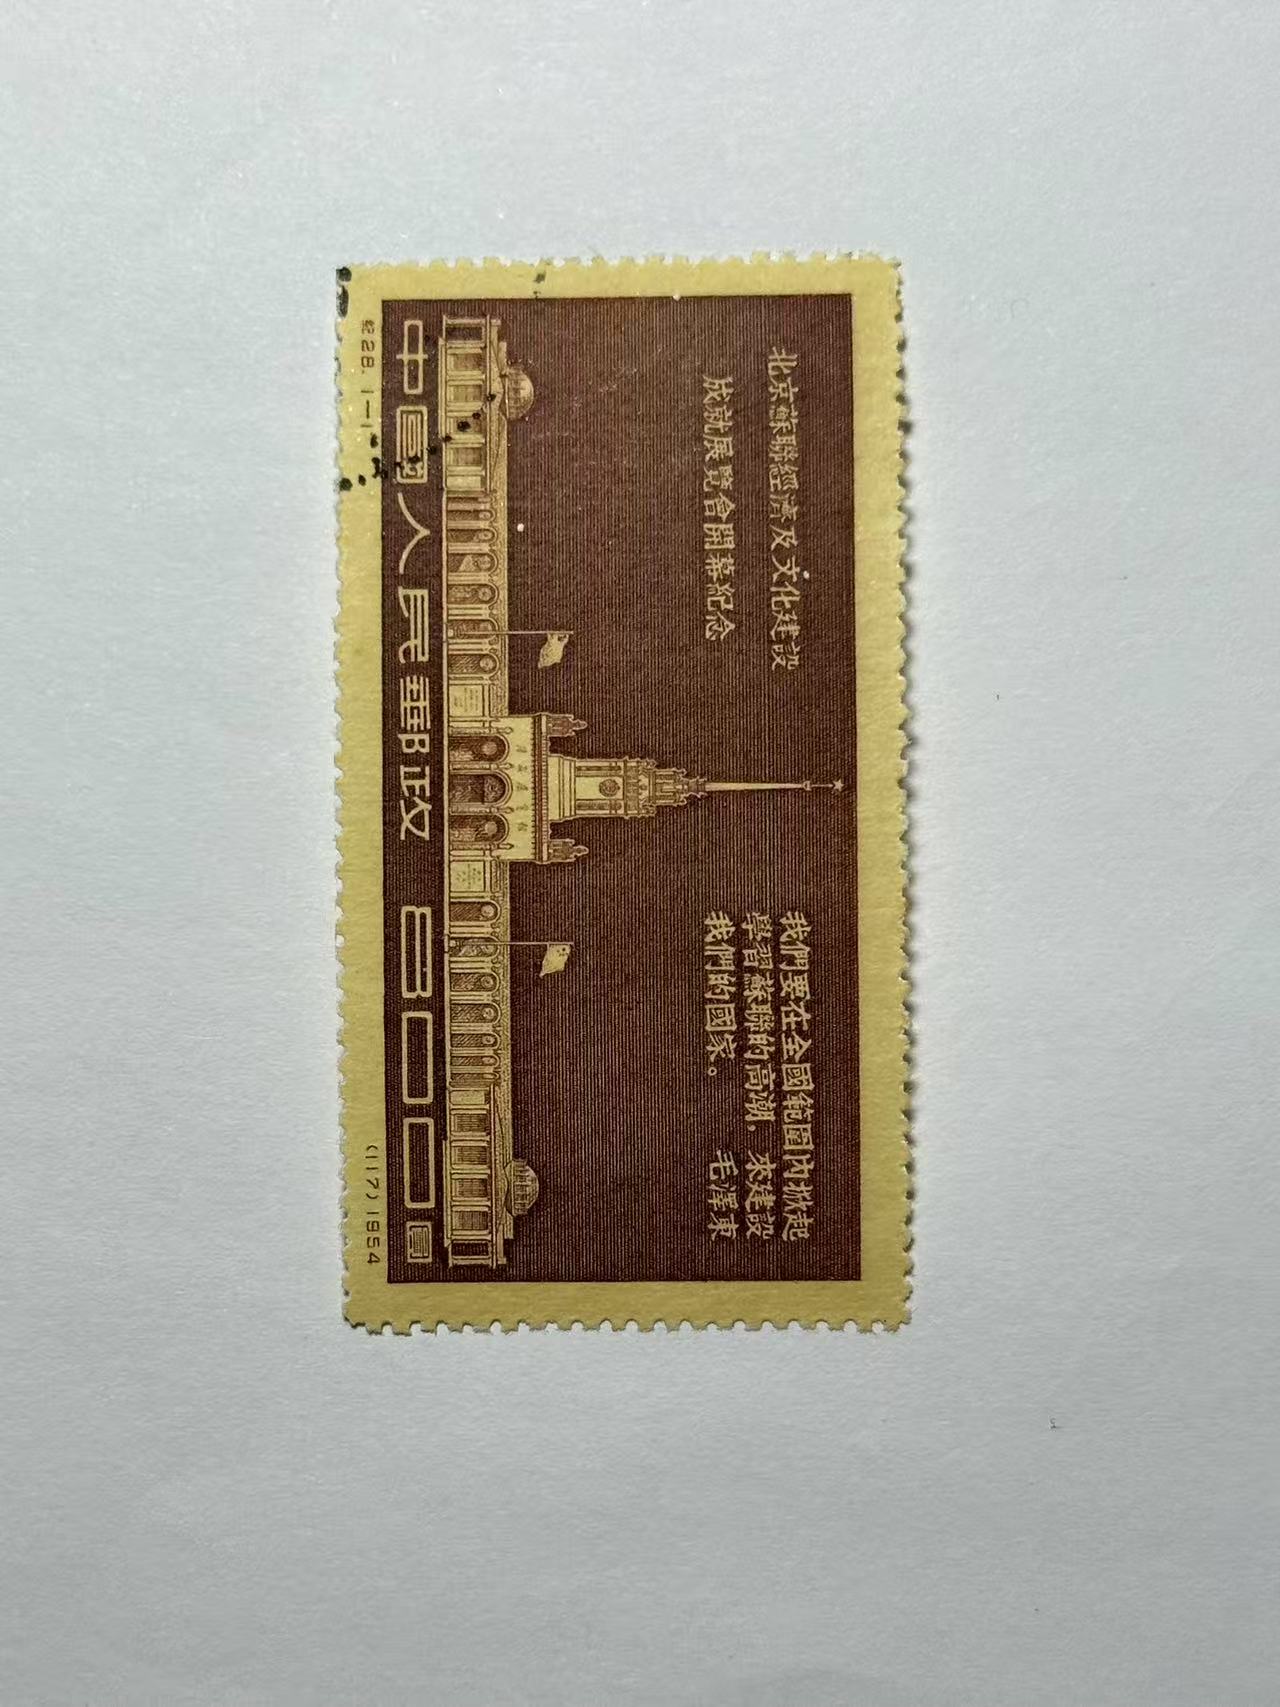 北京蘇聯經濟及文化建設
成就展覽會開幕紀念
我們要在全國範圍內掀起
學習蘇聯的高潮，來建設
我們的國家。 毛澤東
中國人民郵政 800圓
紀28.1—1
(117)1954